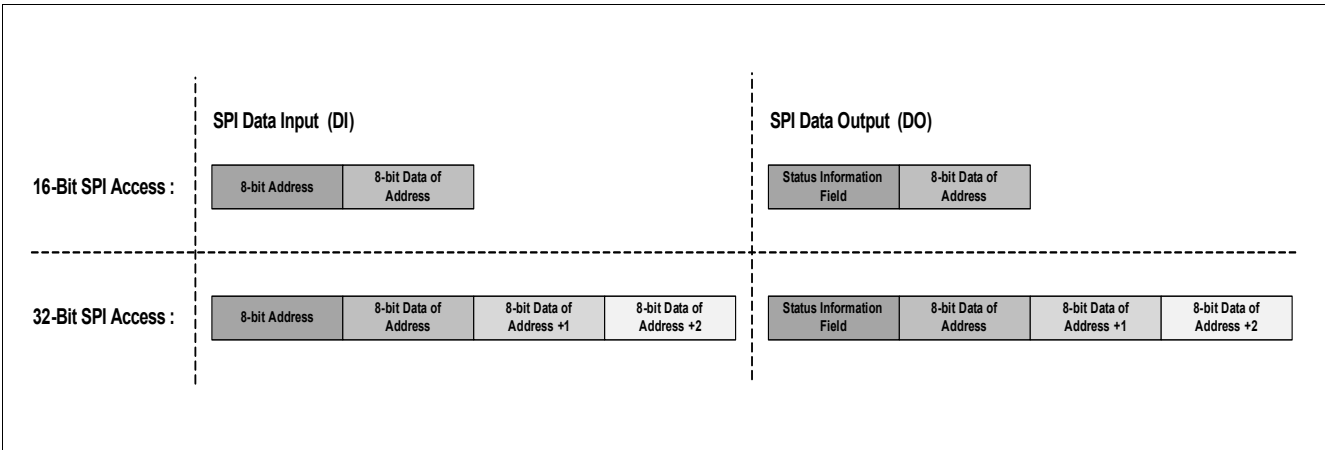 SPI Data Input (DI)
SPI Data Output (DO)
16-Bit SPI Access :
8-bit Address
8-bit Data of
Address
Status Information
Field
8-bit Data of
Address
32-Bit SPI Access :
8-bit Address
8-bit Data of
Address
8-bit Data of
Address +1
8-bit Data of
Address +2
Status Information
Field
8-bit Data of
Address
8-bit Data of
Address +1
8-bit Data of
Address +2